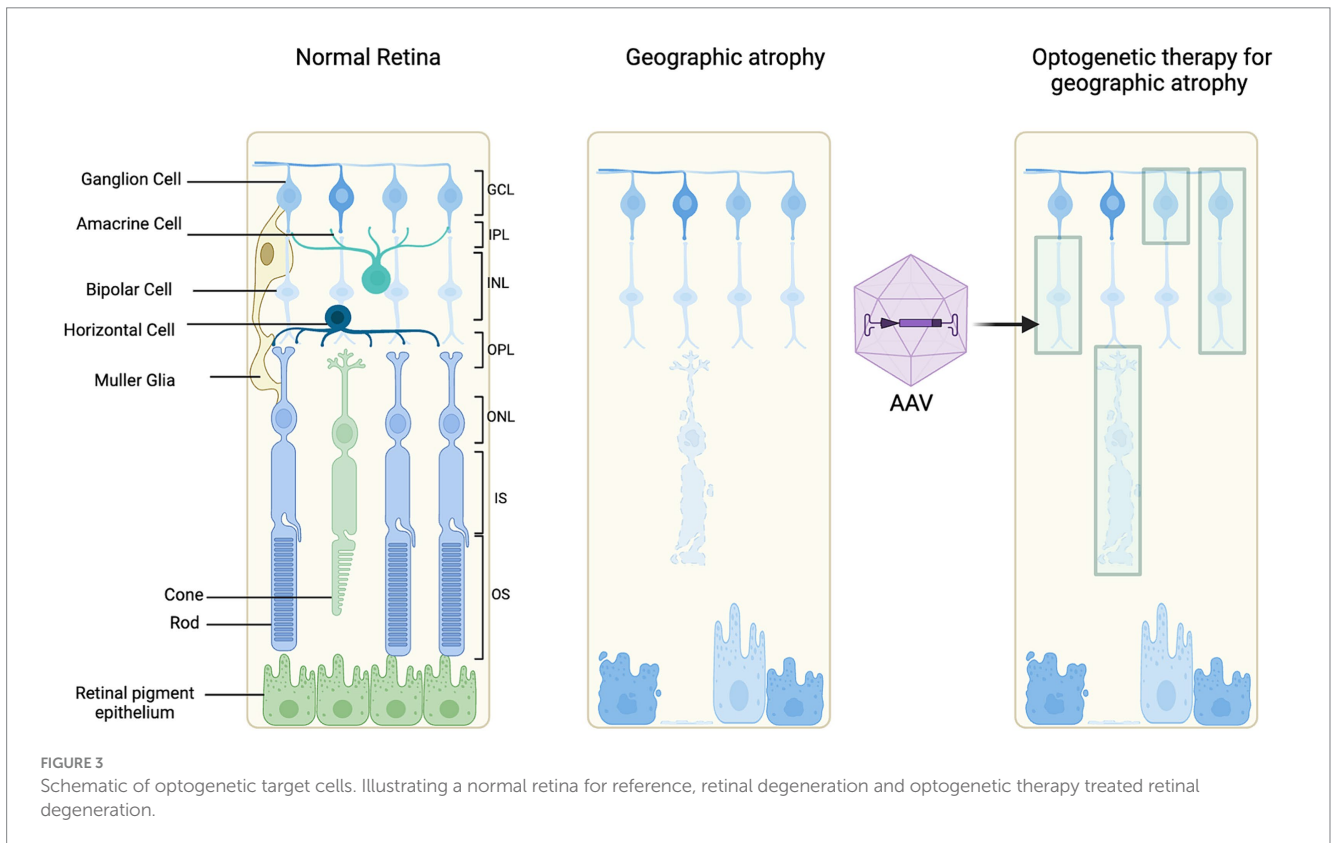 Normal Retina
Geographic atrophy
Optogenetic therapy for
geographic atrophy
Ganglion Cell
Amacrine Cell
Bipolar Cell
Horizontal Cell
Muller Glia
Cone
Rod
Retinal pigment
epithelium
GCL
IPL
INL
OPL
ONL
IS
OS
AAV
FIGURE 3
Schematic of optogenetic target cells. Illustrating a normal retina for reference, retinal degeneration and optogenetic therapy treated retinal
degeneration.